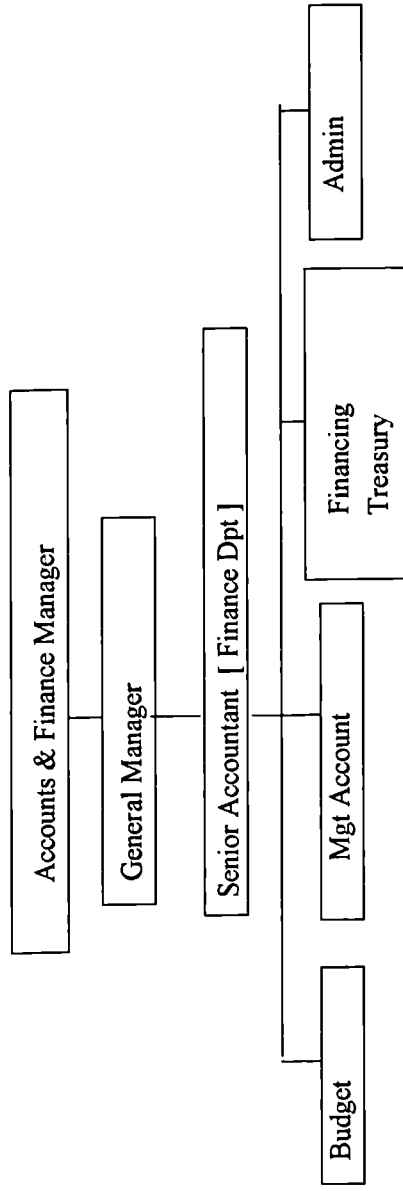 Accounts & Finance Manager
General Manager
Senior Accountant [ Finance Dpt ]
Budget
Mgt Account
Financing
Treasury
Admin